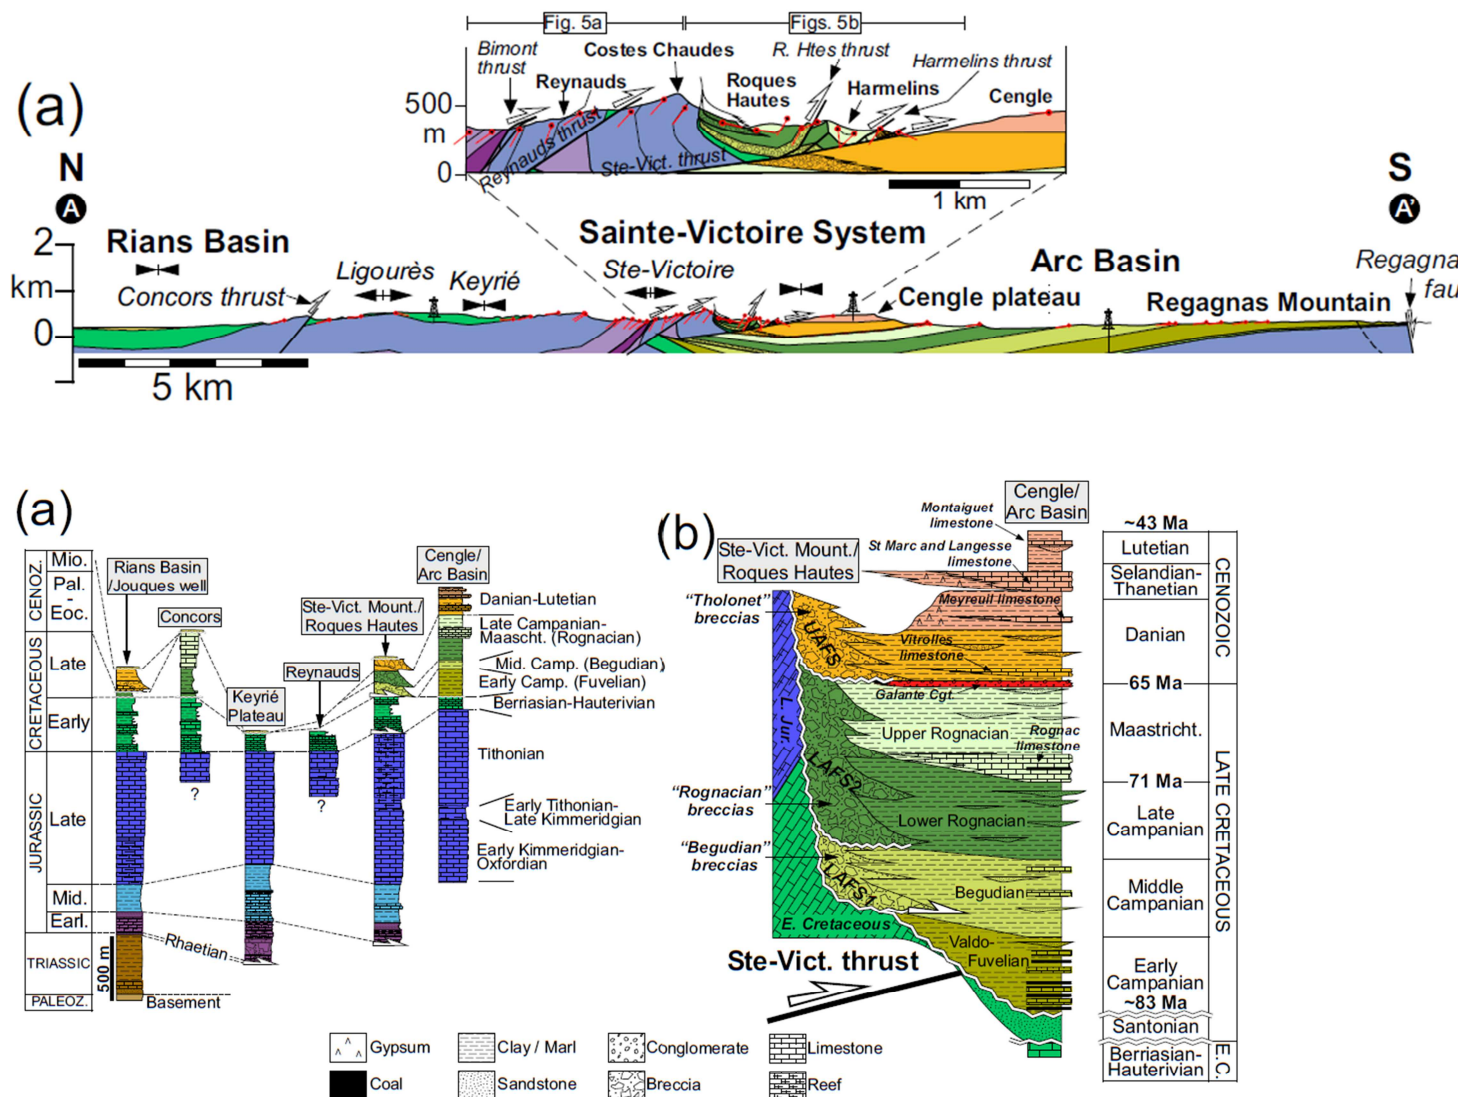 Fig. 5a
Figs. 5b
(a)
Bimont
thrust
Costes Chaudes
R. Htes thrust
Harmelins thrust
Reynauds
Roques
Hautes
Harmelins
Cengle
500
m
0
Reynauds thrust
Ste-Vict. thrust
1 km
N
A
S
A'
Rians Basin
Sainte-Victoire System
Arc Basin
Regagna
fau
2
km
0
Concors thrust
Ligourès
Keyrié
Ste-Victoire
Cengle plateau
Regagnas Mountain
5 km
(a)
CENOZ.
Mio.
Pal.
-
Eoc.
CRETACEOUS
Late
Early
JURASSIC
Late
Mid.
Earl.
TRIASSIC
PALEOZ.
500 m
Rhaetian
Basement
Rians Basin
/Jouques well
Concors
Keyrié
Plateau
Reynauds
?
?
Ste-Vict. Mount./
Roques Hautes
Cengle/
Arc Basin
Danian-Lutetian
Late Campanian-
Maascht. (Rognacian)
Mid. Camp. (Begudian)
Early Camp. (Fuvelian)
Berriasian-Hauterivian
Tithonian
Early Tithonian-
Late Kimmeridgian
Early Kimmeridgian-
Oxfordian
(b)
Ste-Vict. Mount./
Roques Hautes
Cengle/
Arc Basin
Montaiguet
limestone
St Marc and Langesse
limestone
Meyreuil limestone
"Tholonet"
breccias
UAFS
Vitrolles
limestone
Galante Cgt.
L. Jur.
Upper Rognacian
Rognac
limestone
LAFS2
"Rognacian"
breccias
Lower Rognacian
"Begudian"
breccias
LAFS1
Begudian
E. Cretaceous
Valdo-
Fuvelian
Ste-Vict. thrust
~43 Ma
Lutetian
Selandian-
Thanetian
Danian
65 Ma
Maastricht.
71 Ma
Late
Campanian
Middle
Campanian
Early
Campanian
~83 Ma
Santonian
Berriasian-
Hauterivian
CENOZOIC
LATE CRETACEOUS
E.C.
Gypsum
Clay / Marl
Conglomerate
Limestone
Coal
Sandstone
Breccia
Reef